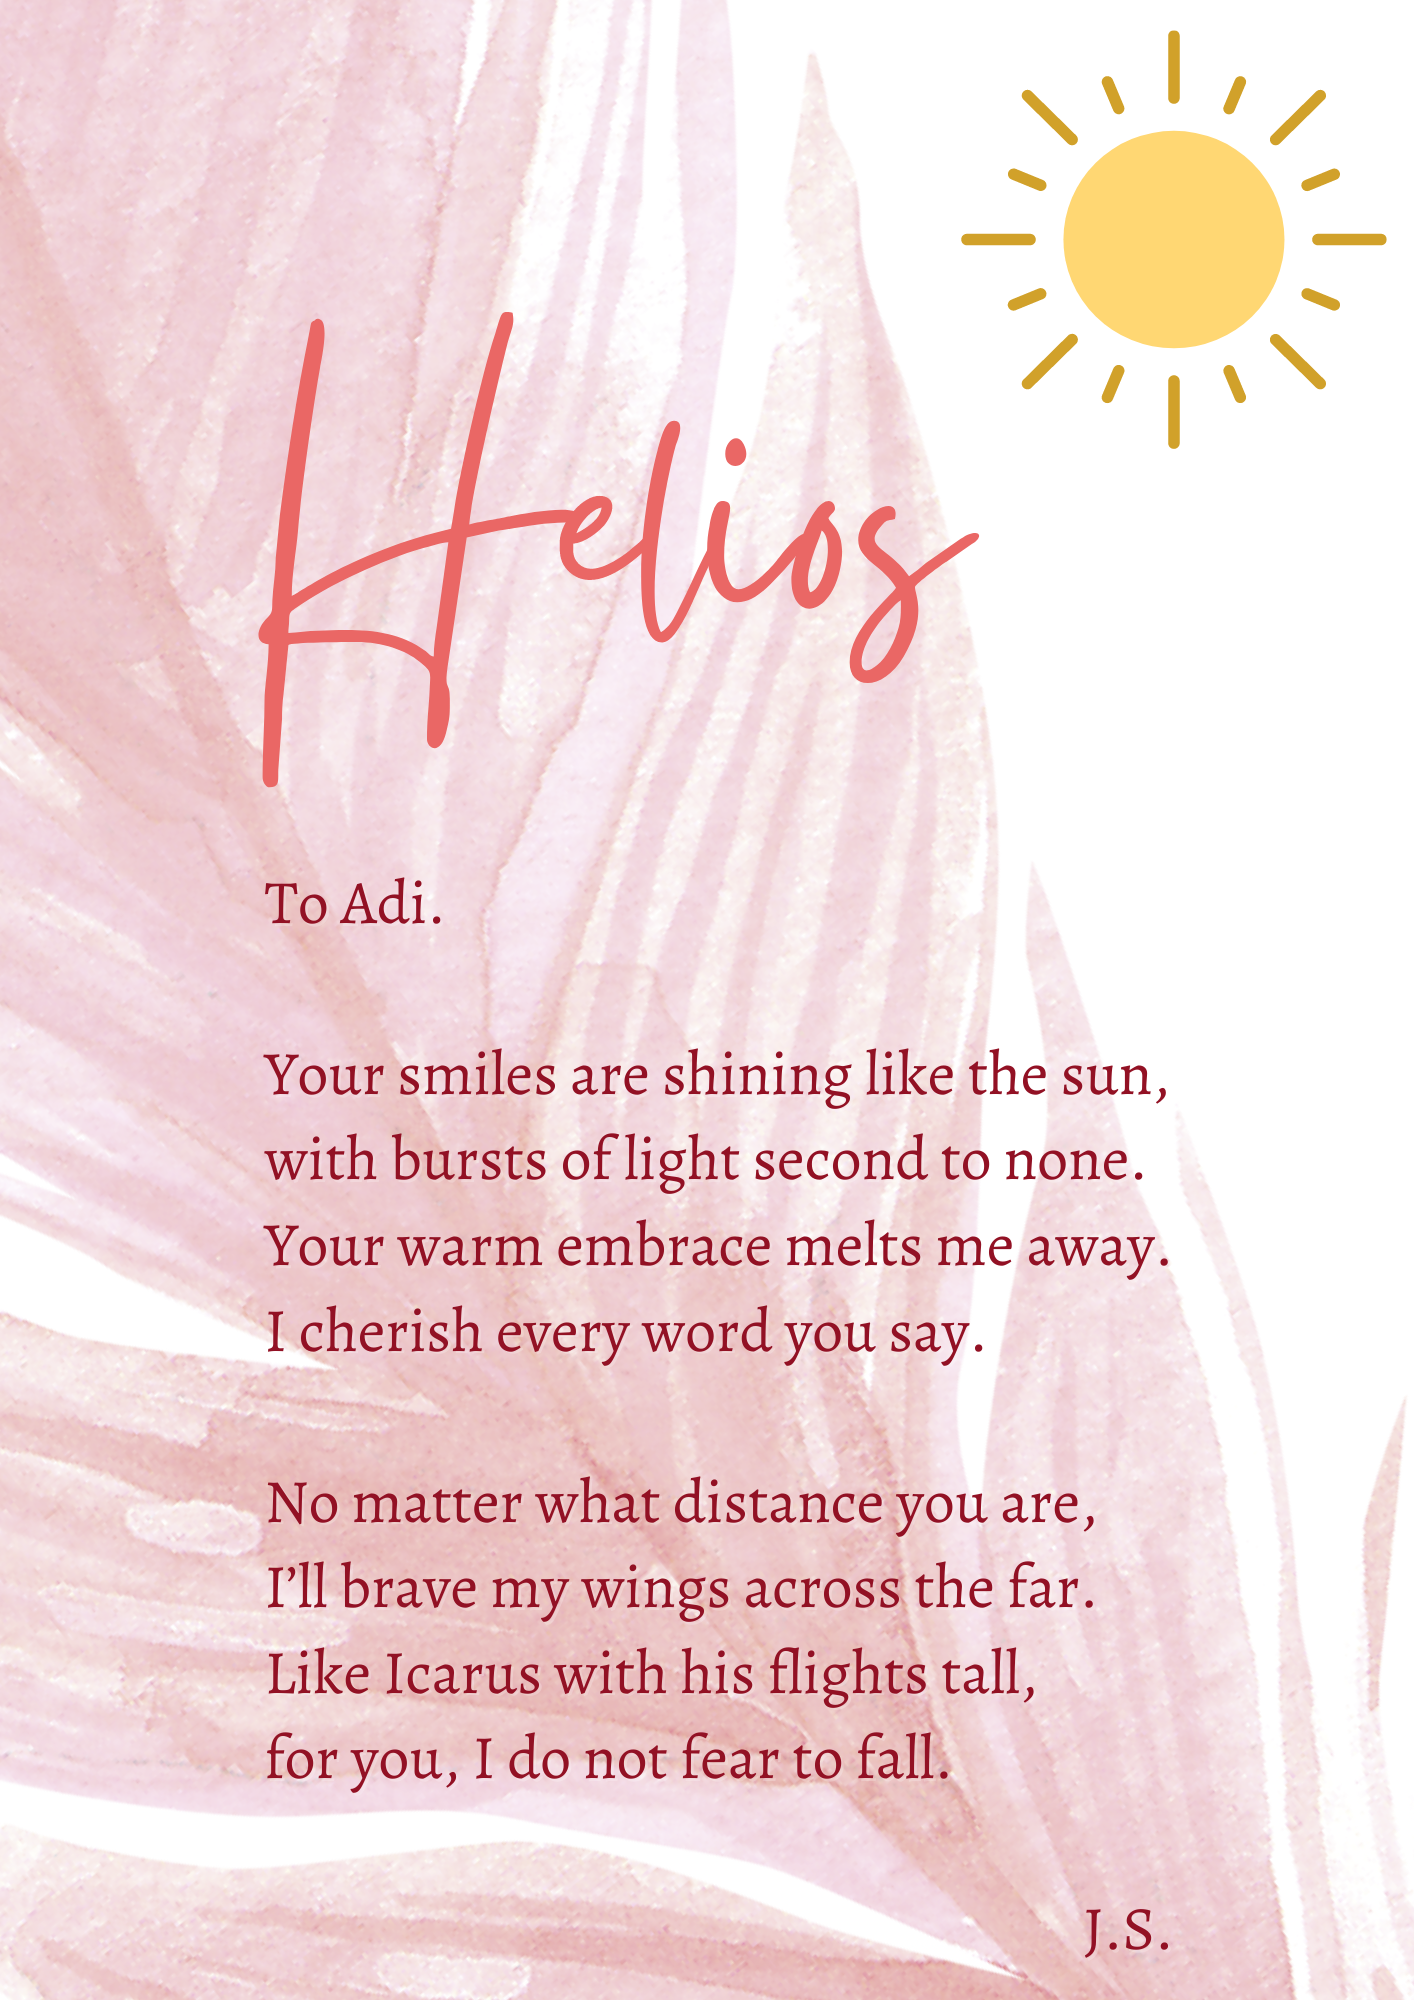 Helios
To Adi.
Your smiles are shining like the sun,
with bursts of light second to none.
Your warm embrace melts me away.
I cherish every word you say.
No matter what distance you are,
I’ll brave my wings across the far.
Like Icarus with his flights tall,
for you, I do not fear to fall.
J.S.